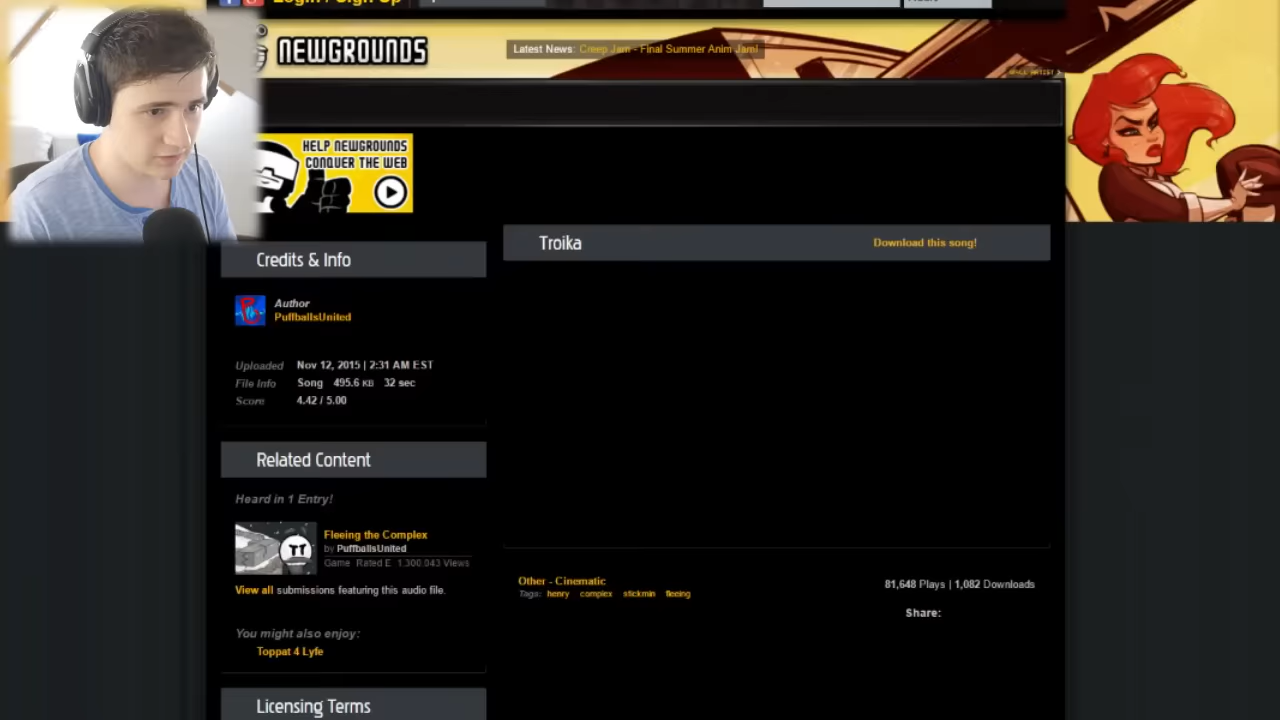 Login / Sign Up
NEWGROUNDS
Latest News: Creep Jam - Final Summer Anim Jam!
HELP NEWGROUNDS
CONQUER THE WEB
Troika
Download this song!
Credits & Info
Author
PuffballsUnited
Uploaded Nov 12, 2015 | 2:31 AM EST
File Info Song 495.6 KB 32 sec
Score 4.42 / 5.00
Related Content
Heard in 1 Entry!
Fleeing the Complex
by PuffballsUnited
Game Rated E 1,300,043 Views
View all submissions featuring this audio file.
You might also enjoy:
Toppat 4 Lyfe
Licensing Terms
Other - Cinematic
Tags: henry complex stickmin fleeing
81,648 Plays | 1,082 Downloads
Share: